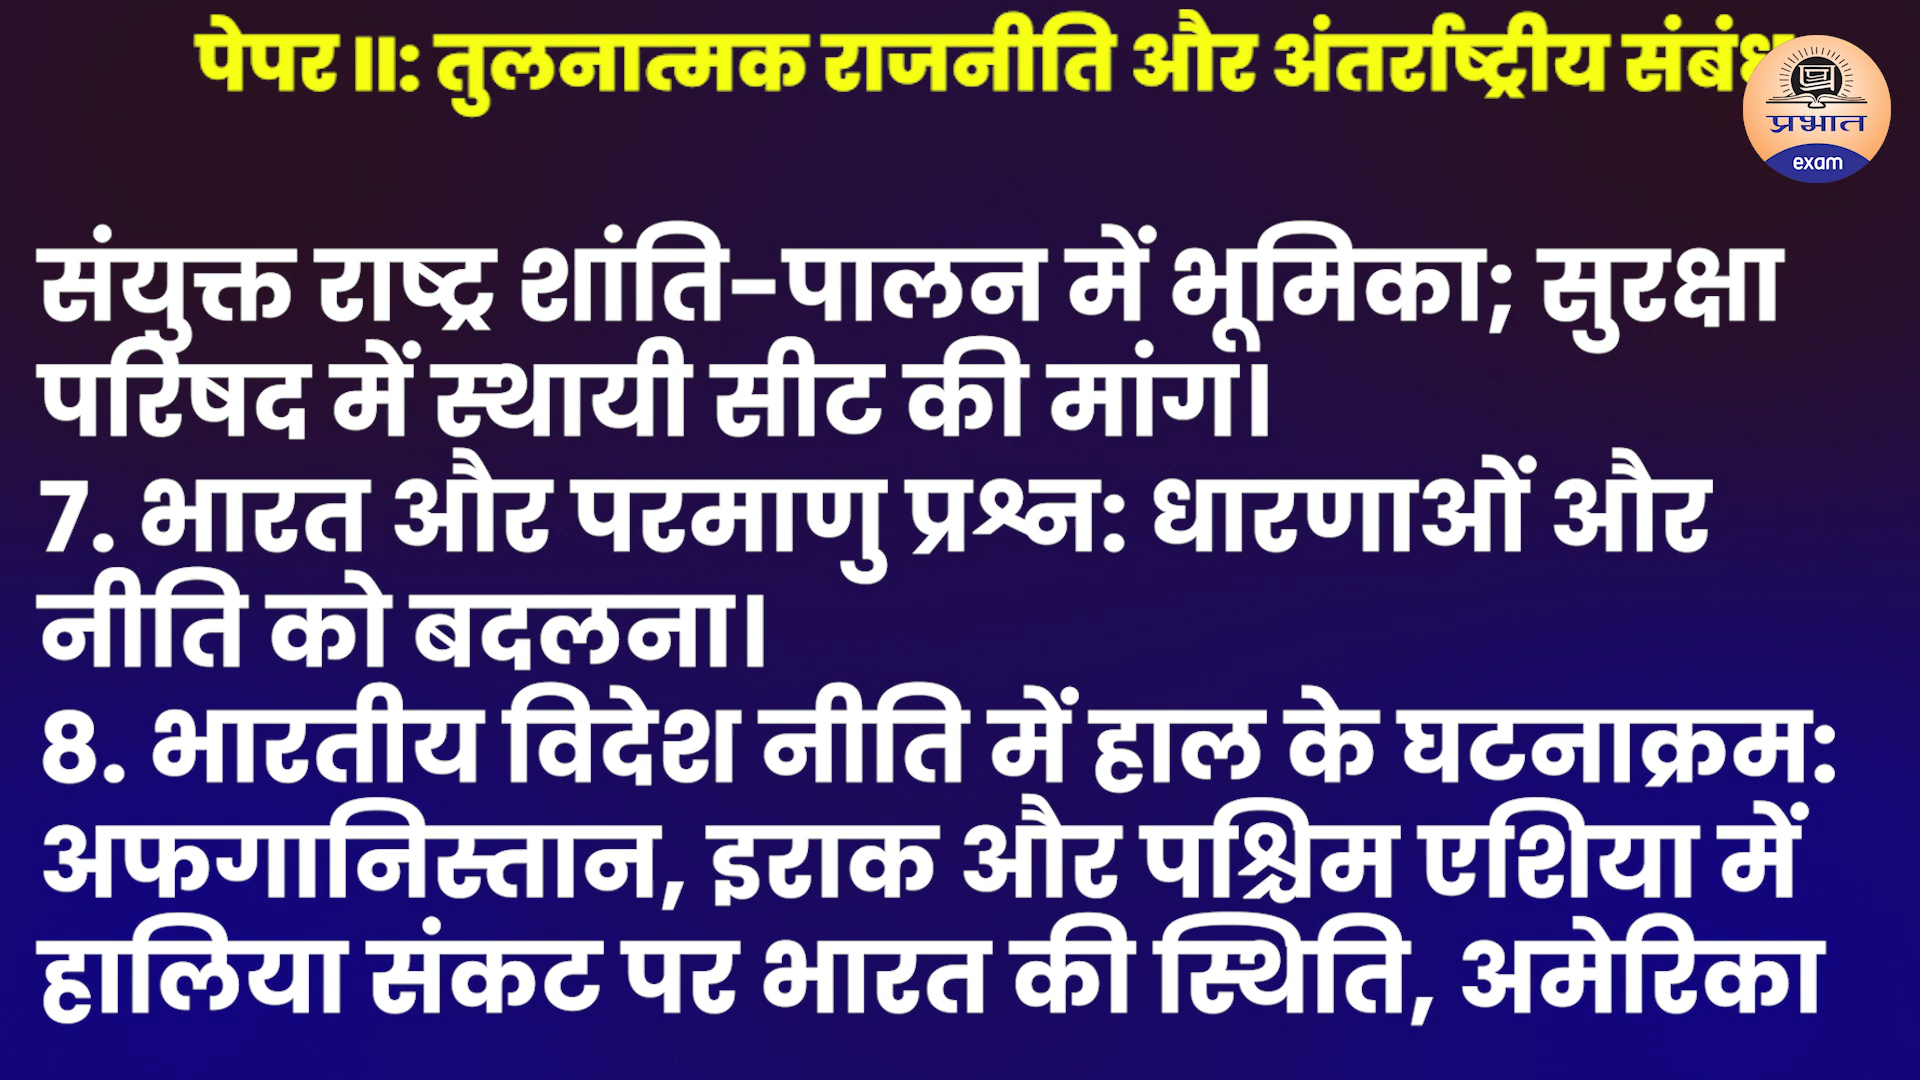 पेपर II: तुलनात्मक राजनीति और अंतर्राष्ट्रीय संबंध
प्रभात
exam
संयुक्त राष्ट्र शांति-पालन में भूमिका; सुरक्षा
परिषद में स्थायी सीट की मांग।
7. भारत और परमाणु प्रश्न: धारणाओं और
नीति को बदलना।
8. भारतीय विदेश नीति में हाल के घटनाक्रम:
अफगानिस्तान, इराक और पश्चिम एशिया में
हालिया संकट पर भारत की स्थिति, अमेरिका